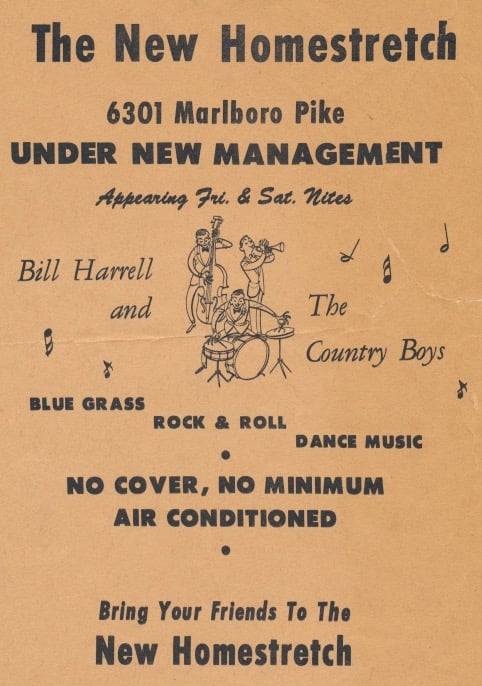 The New Homestretch
6301 Marlboro Pike
UNDER NEW MANAGEMENT
Appearing Fri. & Sat. Nites
Bill Harrell
and
The
Country Boys
BLUE GRASS
ROCK & ROLL
DANCE MUSIC
NO COVER, NO MINIMUM
AIR CONDITIONED
Bring Your Friends To The
New Homestretch